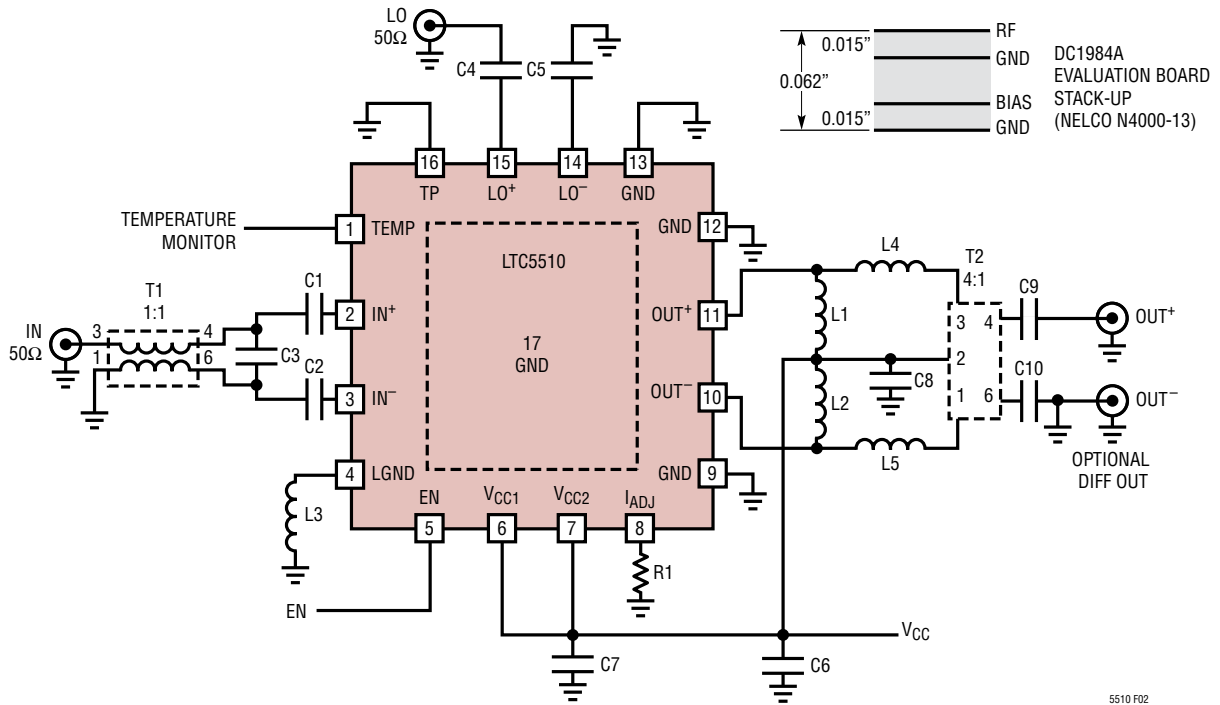 LO
50Ω
C4
C5
0.015”
0.062”
0.015”
RF
GND
BIAS
GND
DC1984A
EVALUATION BOARD
STACK-UP
(NELCO N4000-13)
16
15
14
13
TP
LO+
LO–
GND
TEMPERATURE
MONITOR
1
TEMP
LTC5510
GND
12
T1
1:1
C1
IN
50Ω
3
4
1
6
C3
C2
2
IN+
3
IN–
17
GND
OUT+
11
OUT–
10
L4
L1
L2
L5
T2
4:1
3
4
2
1
6
C8
C9
C10
OUT+
OUT–
OPTIONAL
DIFF OUT
4
LGND
L3
GND
9
EN
VCC1
VCC2
IADJ
5
6
7
8
R1
EN
VCC
C7
C6
5510 F02